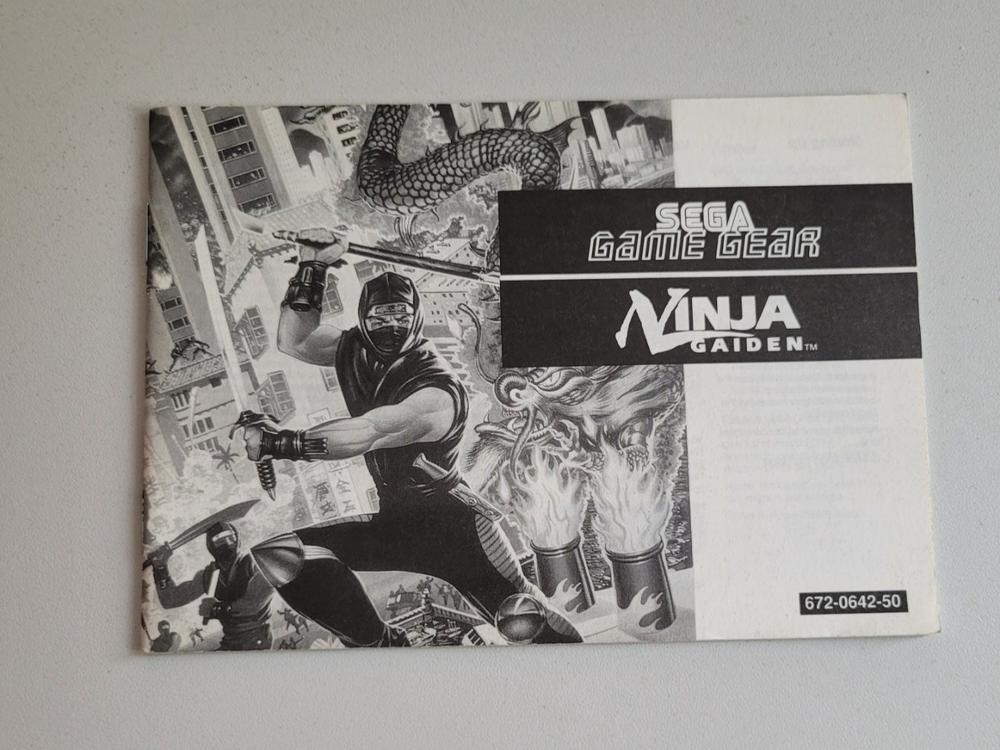 SEGA
GAME GEAR
NINJA
GAIDEN™
672-0642-50